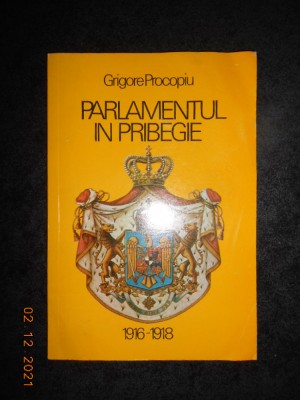 Grigore Procopiu
PARLAMENTUL
IN PRIBEGIE
1916-1918
02.12.2021